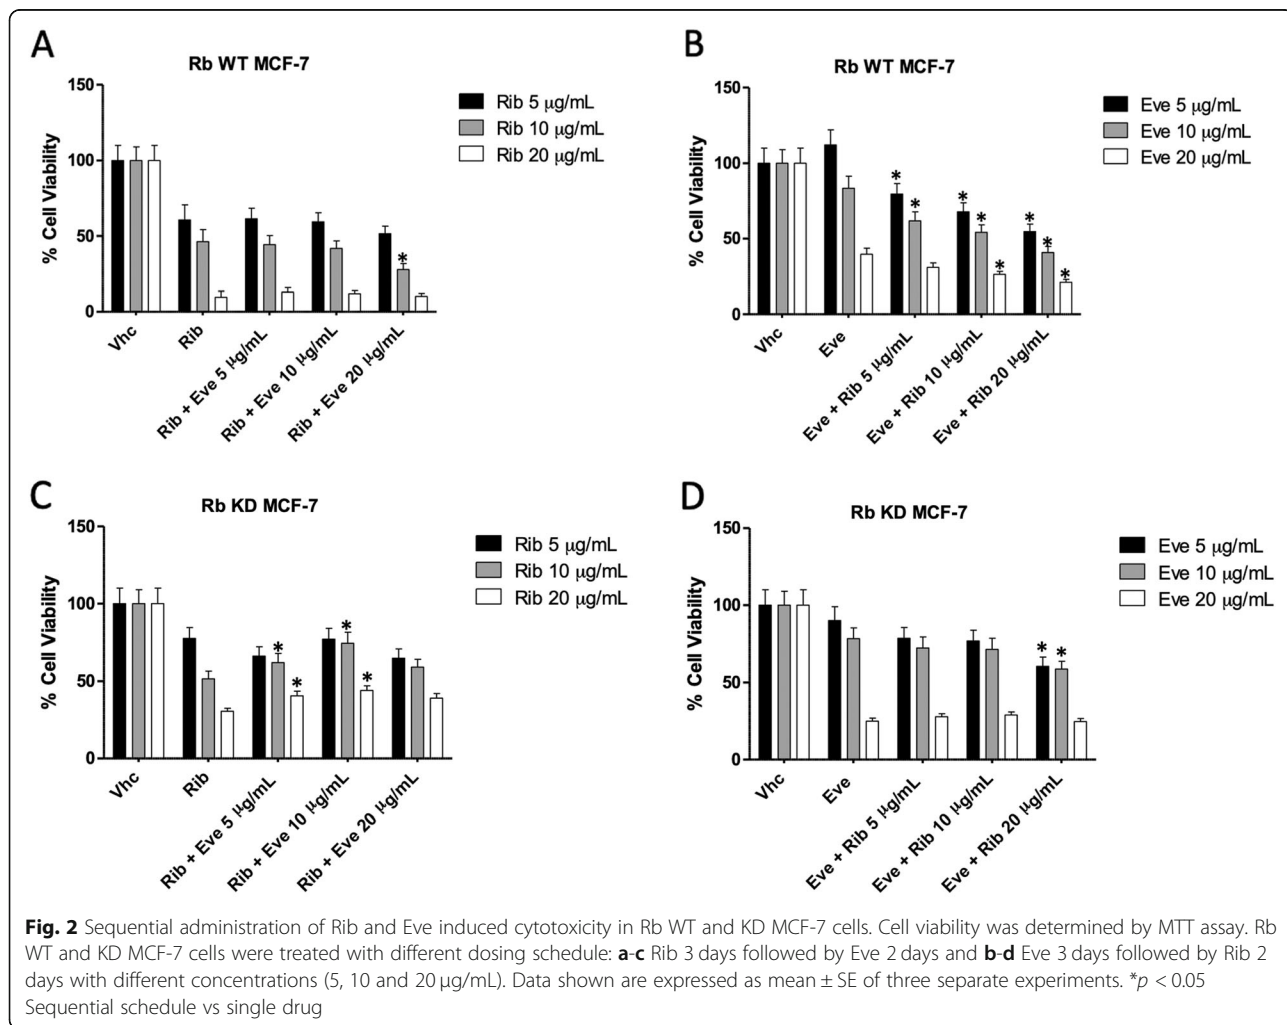 A
Rb WT MCF-7
% Cell Viability
150
100
50
0
Rib 5 µg/mL
Rib 10 µg/mL
Rib 20 µg/mL
*
Vhc
Rib
Rib + Eve 5 µg/mL
Rib + Eve 10 µg/mL
Rib + Eve 20 µg/mL
B
Rb WT MCF-7
% Cell Viability
150
100
50
0
Eve 5 µg/mL
Eve 10 µg/mL
Eve 20 µg/mL
* *
* * *
* * *
Vhc
Eve
Eve + Rib 5 µg/mL
Eve + Rib 10 µg/mL
Eve + Rib 20 µg/mL
C
Rb KD MCF-7
% Cell Viability
150
100
50
0
Rib 5 µg/mL
Rib 10 µg/mL
Rib 20 µg/mL
* *
* *
Vhc
Rib
Rib + Eve 5 µg/mL
Rib + Eve 10 µg/mL
Rib + Eve 20 µg/mL
D
Rb KD MCF-7
% Cell Viability
150
100
50
0
Eve 5 µg/mL
Eve 10 µg/mL
Eve 20 µg/mL
* *
Vhc
Eve
Eve + Rib 5 µg/mL
Eve + Rib 10 µg/mL
Eve + Rib 20 µg/mL
Fig. 2 Sequential administration of Rib and Eve induced cytotoxicity in Rb WT and KD MCF-7 cells. Cell viability was determined by MTT assay. Rb
WT and KD MCF-7 cells were treated with different dosing schedule: a-c Rib 3 days followed by Eve 2 days and b-d Eve 3 days followed by Rib 2
days with different concentrations (5, 10 and 20 µg/mL). Data shown are expressed as mean ± SE of three separate experiments. *p < 0.05
Sequential schedule vs single drug